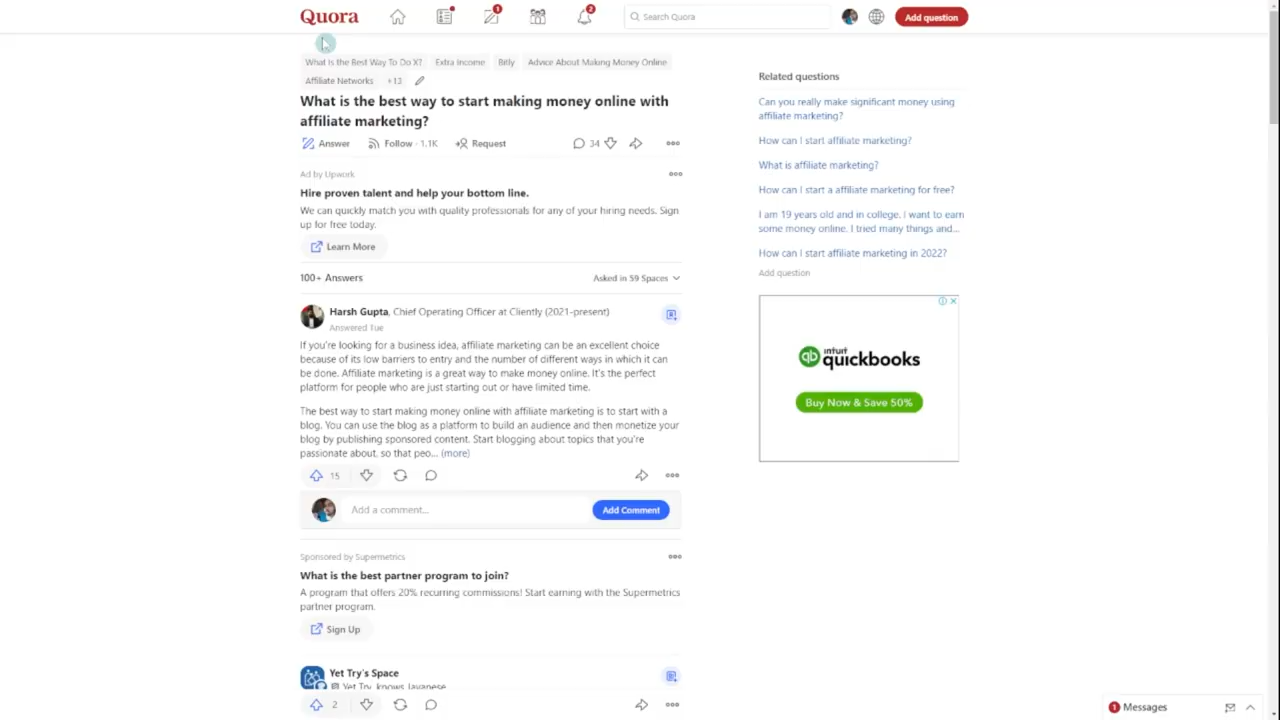 Quora
1
2
Search Quora
Add question
What Is the Best Way To Do X?
Extra Income
Bitly
Advice About Making Money Online
Affiliate Networks
+13
What is the best way to start making money online with
affiliate marketing?
Answer
Follow · 1.1K
Request
34
Ad by Upwork
Hire proven talent and help your bottom line.
We can quickly match you with quality professionals for any of your hiring needs. Sign
up for free today.
Learn More
100+ Answers
Asked in 59 Spaces
Harsh Gupta, Chief Operating Officer at Cliently (2021-present)
Answered Tue
If you're looking for a business idea, affiliate marketing can be an excellent choice
because of its low barriers to entry and the number of different ways in which it can
be done. Affiliate marketing is a great way to make money online. It's the perfect
platform for people who are just starting out or have limited time.
The best way to start making money online with affiliate marketing is to start with a
blog. You can use the blog as a platform to build an audience and then monetize your
blog by publishing sponsored content. Start blogging about topics that you're
passionate about, so that peo... (more)
15
Add a comment...
Add Comment
Sponsored by Supermetrics
What is the best partner program to join?
A program that offers 20% recurring commissions! Start earning with the Supermetrics
partner program.
Sign Up
Yet Try's Space
Yet Try, knows Javanese
2
Related questions
Can you really make significant money using
affiliate marketing?
How can I start affiliate marketing?
What is affiliate marketing?
How can I start a affiliate marketing for free?
I am 19 years old and in college. I want to earn
some money online. I tried many things and...
How can I start affiliate marketing in 2022?
Add question
intuit
qb quickbooks
Buy Now & Save 50%
1 Messages